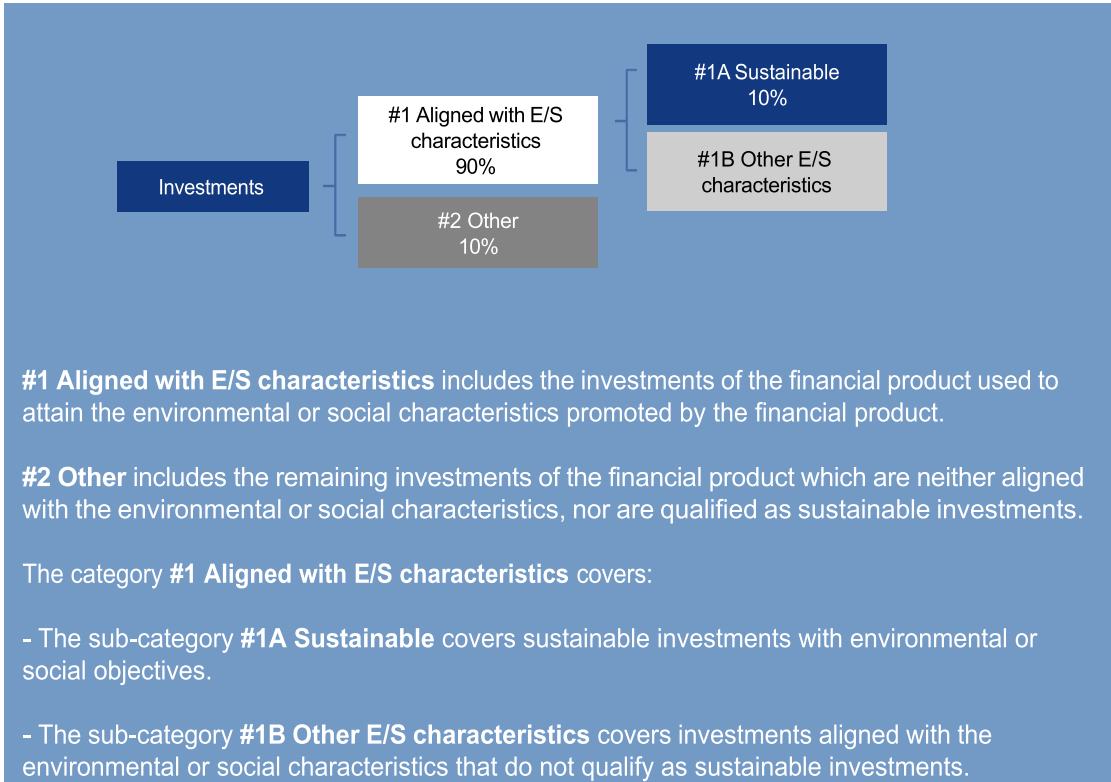 #1A Sustainable
10%
#1 Aligned with E/S
characteristics
90%
#1B Other E/S
characteristics
Investments
#2 Other
10%
#1 Aligned with E/S characteristics includes the investments of the financial product used to
attain the environmental or social characteristics promoted by the financial product.
#2 Other includes the remaining investments of the financial product which are neither aligned
with the environmental or social characteristics, nor are qualified as sustainable investments.
The category #1 Aligned with E/S characteristics covers:
- The sub-category #1A Sustainable covers sustainable investments with environmental or
social objectives.
- The sub-category #1B Other E/S characteristics covers investments aligned with the
environmental or social characteristics that do not qualify as sustainable investments.